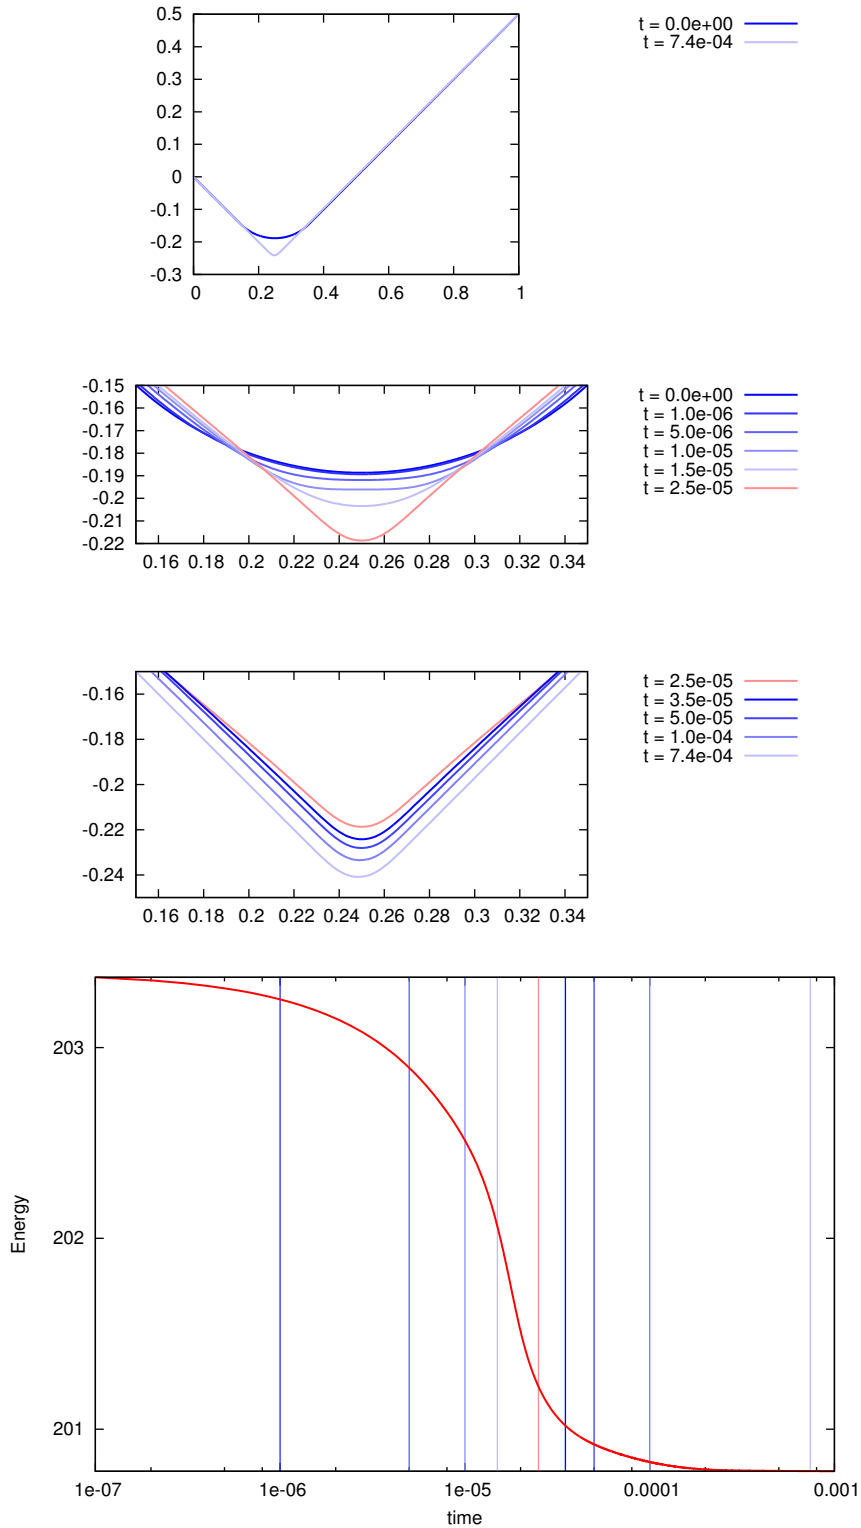 0.5
0.4
0.3
0.2
0.1
0
-0.1
-0.2
-0.3
0 0.2 0.4 0.6 0.8 1
t = 0.0e+00
t = 7.4e-04
-0.15
-0.16
-0.17
-0.18
-0.19
-0.2
-0.21
-0.22
0.16 0.18 0.2 0.22 0.24 0.26 0.28 0.3 0.32 0.34
t = 0.0e+00
t = 1.0e-06
t = 5.0e-06
t = 1.0e-05
t = 1.5e-05
t = 2.5e-05
-0.16
-0.18
-0.2
-0.22
-0.24
0.16 0.18 0.2 0.22 0.24 0.26 0.28 0.3 0.32 0.34
t = 2.5e-05
t = 3.5e-05
t = 5.0e-05
t = 1.0e-04
t = 7.4e-04
Energy
203
202
201
1e-07 1e-06 1e-05 0.0001 0.001
time